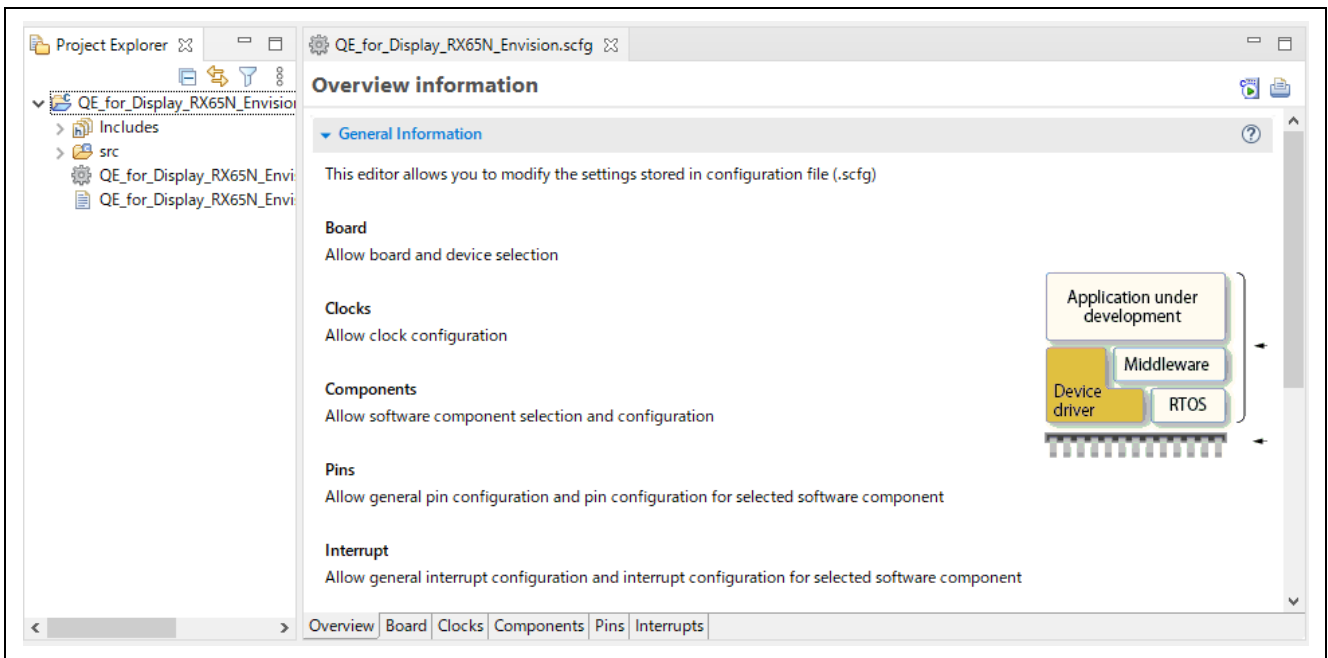 Project Explorer
QE_for_Display_RX65N_Envision
Includes
src
QE_for_Display_RX65N_Envi
QE_for_Display_RX65N_Envi
QE_for_Display_RX65N_Envision.scfg
Overview information
General Information
This editor allows you to modify the settings stored in configuration file (.scfg)
Board
Allow board and device selection
Clocks
Allow clock configuration
Components
Allow software component selection and configuration
Pins
Allow general pin configuration and pin configuration for selected software component
Interrupt
Allow general interrupt configuration and interrupt configuration for selected software component
Application under
development
Middleware
Device
driver
RTOS
Overview Board Clocks Components Pins Interrupts